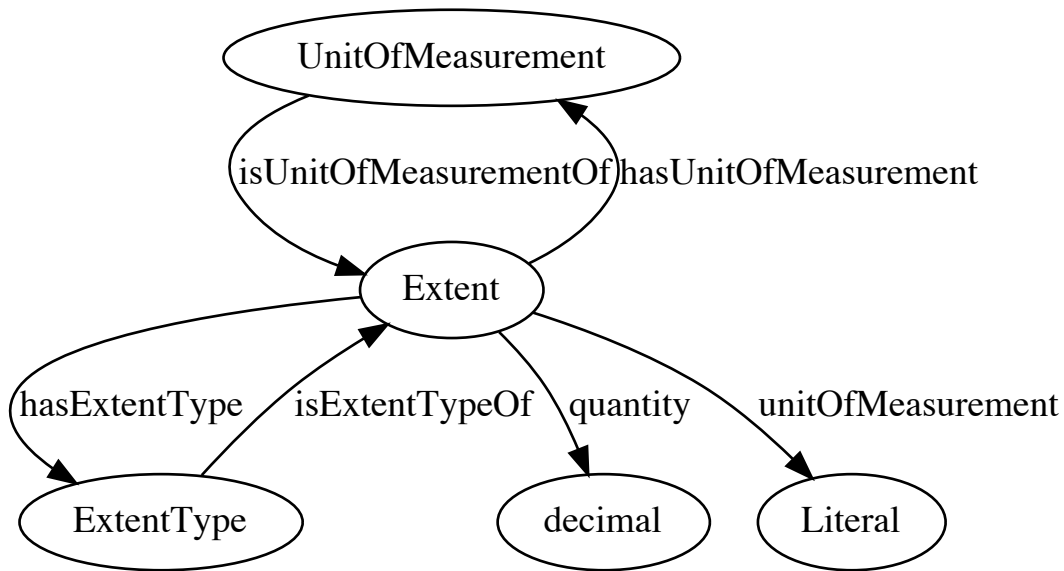 UnitOfMeasurement
isUnitOfMeasurementOf
hasUnitOfMeasurement
Extent
hasExtentType
isExtentTypeOf
quantity
unitOfMeasurement
ExtentType
decimal
Literal